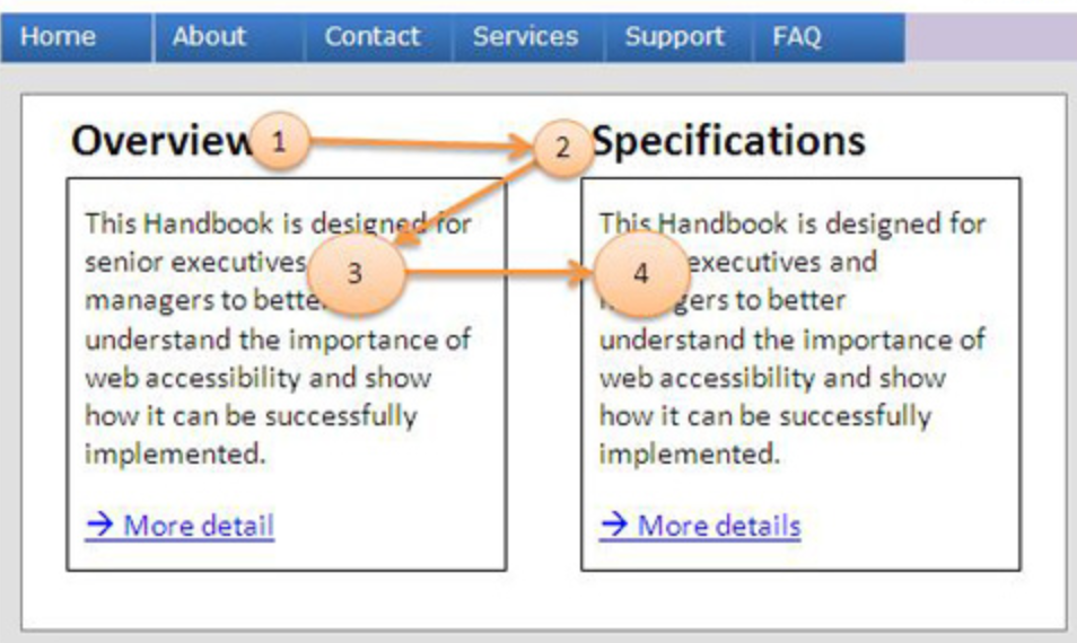 Home About Contact Services Support FAQ
Overview 1 2 Specifications
This Handbook is designed for
senior executives
managers to better
3
understand the importance of
web accessibility and show
how it can be successfully
implemented.
→ More detail
This Handbook is designed for
executives and
managers to better
4
understand the importance of
web accessibility and show
how it can be successfully
implemented.
→ More details